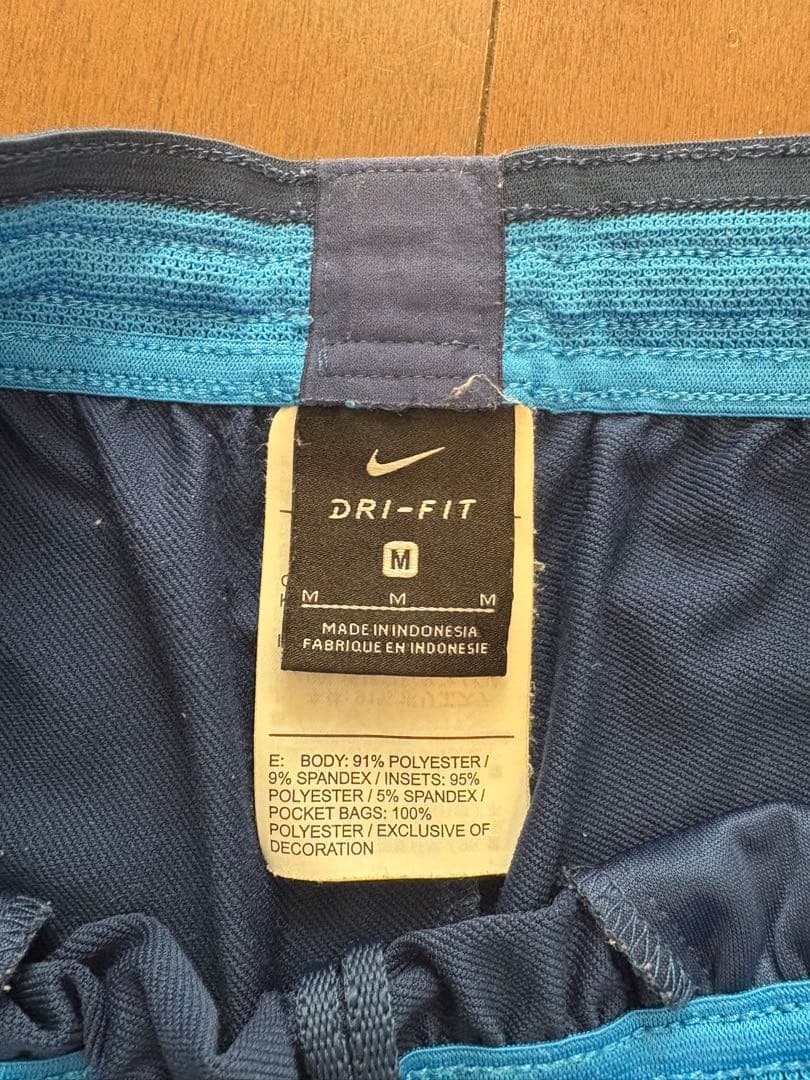 DRI-FIT
M
M M M
MADE IN INDONESIA
FABRIQUE EN INDONESIE
E: BODY: 91% POLYESTER /
9% SPANDEX / INSETS: 95%
POLYESTER / 5% SPANDEX /
POCKET BAGS: 100%
POLYESTER / EXCLUSIVE OF
DECORATION